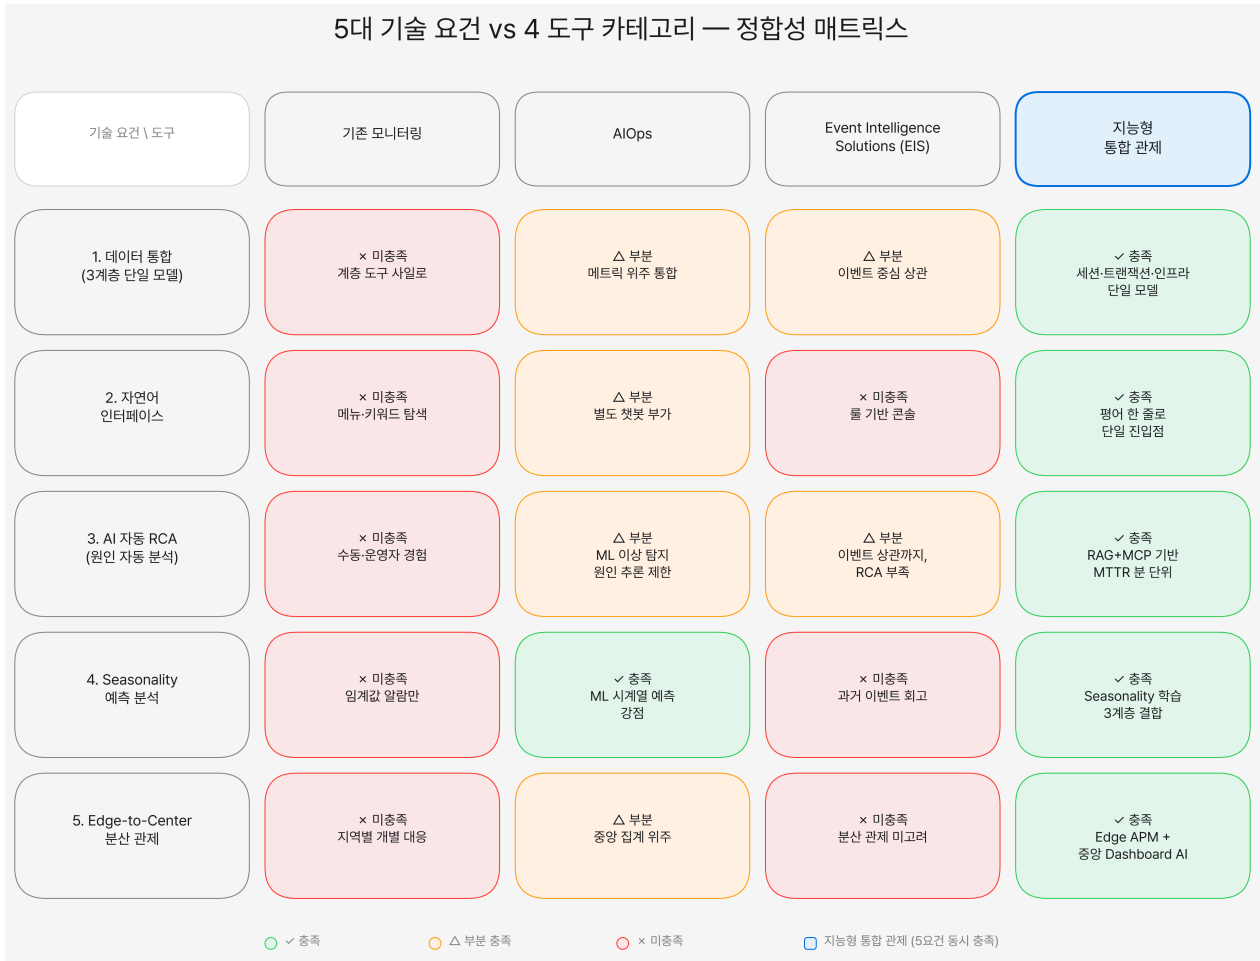 5대 기술 요건 vs 4 도구 카테고리 — 정합성 매트릭스
기술 요건 \ 도구
기존 모니터링
AIOps
Event Intelligence
Solutions (EIS)
지능형
통합 관제
1. 데이터 통합
(3계층 단일 모델)
× 미충족
계층 도구 사일로
△ 부분
메트릭 위주 통합
△ 부분
이벤트 중심 상관
✓ 충족
세션·트랜잭션·인프라
단일 모델
2. 자연어
인터페이스
× 미충족
메뉴·키워드 탐색
△ 부분
별도 챗봇 부가
× 미충족
룰 기반 콘솔
✓ 충족
평어 한 줄로
단일 진입점
3. AI 자동 RCA
(원인 자동 분석)
× 미충족
수동·운영자 경험
△ 부분
ML 이상 탐지
원인 추론 제한
△ 부분
이벤트 상관까지,
RCA 부족
✓ 충족
RAG+MCP 기반
MTTR 분 단위
4. Seasonality
예측 분석
× 미충족
임계값 알람만
✓ 충족
ML 시계열 예측
강점
× 미충족
과거 이벤트 회고
✓ 충족
Seasonality 학습
3계층 결합
5. Edge-to-Center
분산 관제
× 미충족
지역별 개별 대응
△ 부분
중앙 집계 위주
× 미충족
분산 관제 미고려
✓ 충족
Edge APM +
중앙 Dashboard AI
✓ 충족
△ 부분 충족
× 미충족
지능형 통합 관제 (5요건 동시 충족)